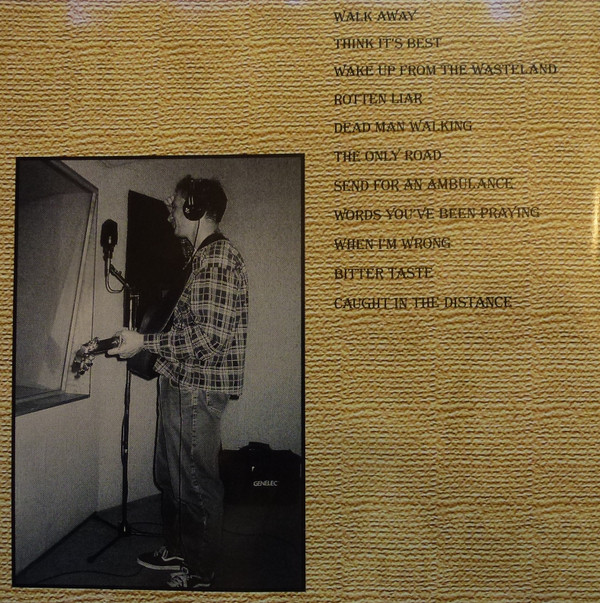 WALK AWAY
THINK IT'S BEST
WAKE UP FROM THE WASTELAND
ROTTEN LIAR
DEAD MAN WALKING
THE ONLY ROAD
SEND FOR AN AMBULANCE
WORDS YOU'VE BEEN PRAYING
WHEN I'M WRONG
BITTER TASTE
CAUGHT IN THE DISTANCE
GENELEC